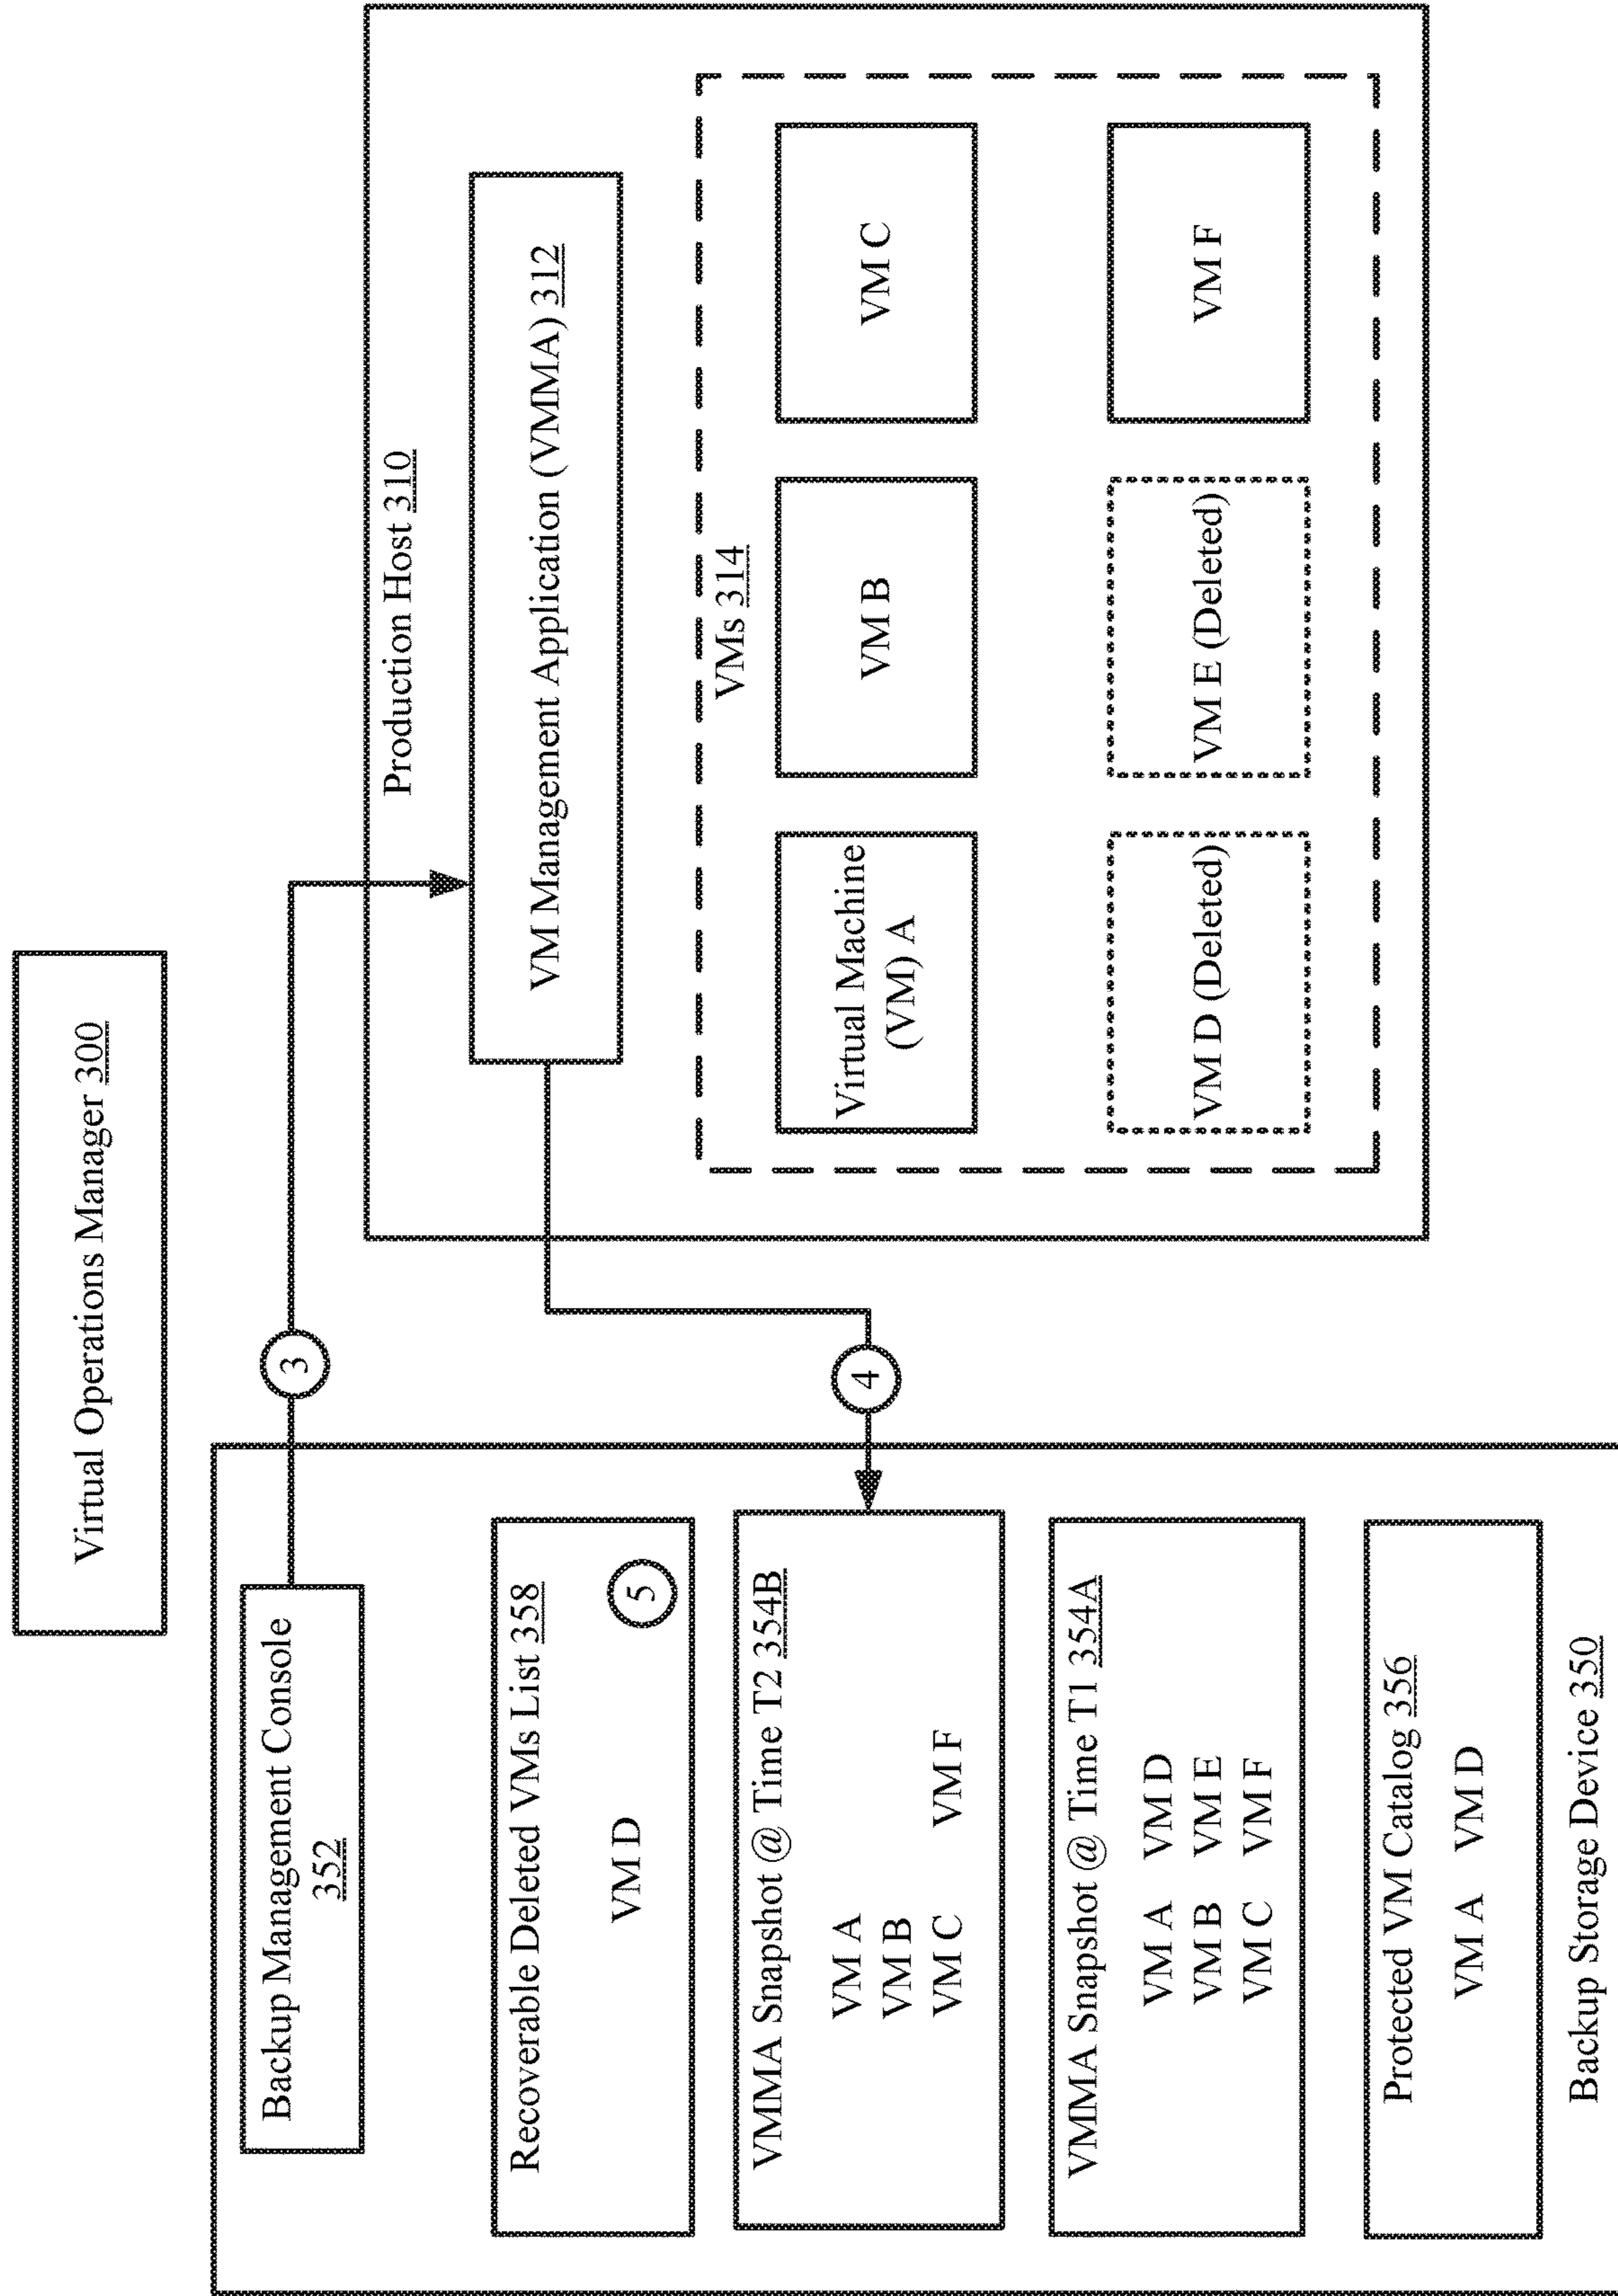 Virtual Operations Manager 300
Backup Management Console
352
3
Recoverable Deleted VMs List 358
VM D
5
VMMA Snapshot @ Time T2 354B
VM A
VM B
VM C VM F
4
VMMA Snapshot @ Time T1 354A
VM A VM D
VM B VM E
VM C VM F
Protected VM Catalog 356
VM A VM D
Backup Storage Device 350
Production Host 310
VM Management Application (VMMA) 312
VMs 314
Virtual Machine
(VM) A
VM B
VM C
VM D (Deleted)
VM E (Deleted)
VM F